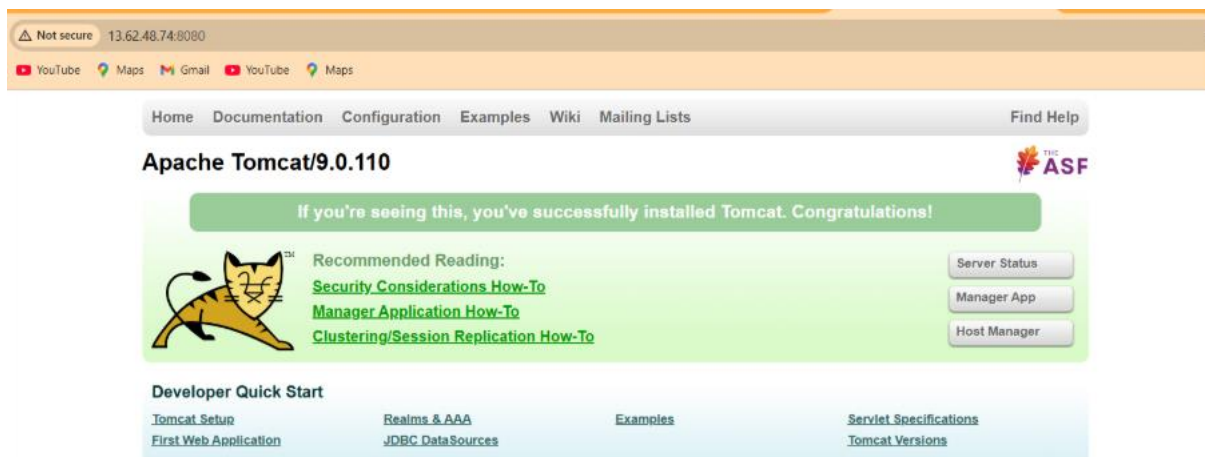 Not secure 13.62.48.74:8080
YouTube Maps Gmail YouTube Maps
Home Documentation Configuration Examples Wiki Mailing Lists Find Help
Apache Tomcat/9.0.110
THE ASF
If you're seeing this, you've successfully installed Tomcat. Congratulations!
TM
Recommended Reading:
Security Considerations How-To
Manager Application How-To
Clustering/Session Replication How-To
Server Status
Manager App
Host Manager
Developer Quick Start
Tomcat Setup Realms & AAA Examples Servlet Specifications
First Web Application JDBC DataSources Tomcat Versions